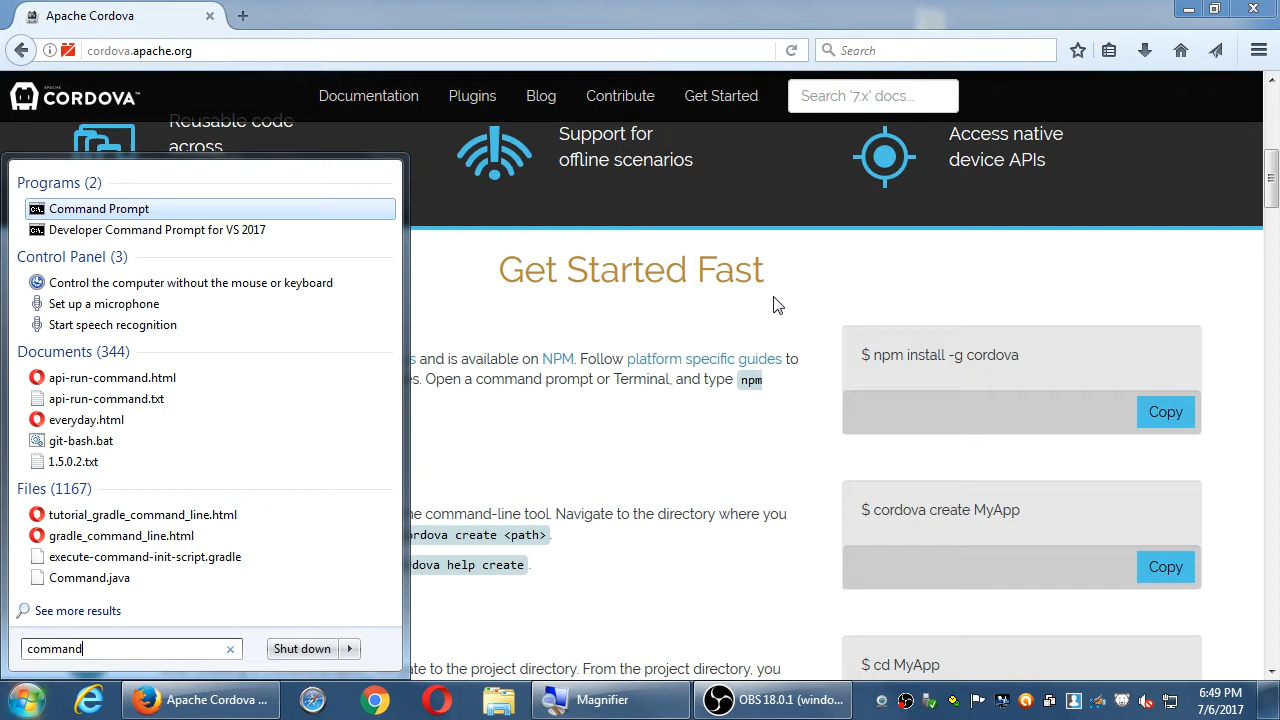 Apache Cordova
cordova.apache.org
Search
APACHE
CORDOVA™
Documentation
Plugins
Blog
Contribute
Get Started
Search '7.x' docs...
Reusable code
across
Support for
offline scenarios
Access native
device APIs
Programs (2)
Command Prompt
Developer Command Prompt for VS 2017
Control Panel (3)
Control the computer without the mouse or keyboard
Set up a microphone
Start speech recognition
Documents (344)
api-run-command.html
api-run-command.txt
everyday.html
git-bash.bat
1.5.0.2.txt
Files (1167)
tutorial_gradle_command_line.html
gradle_command_line.html
execute-command-init-script.gradle
Command.java
See more results
command
Shut down
Get Started Fast
s and is available on NPM. Follow platform specific guides to
es. Open a command prompt or Terminal, and type npm
$ npm install -g cordova
Copy
he command-line tool. Navigate to the directory where you
ordova create <path>.
dova help create.
$ cordova create MyApp
Copy
ate to the project directory. From the project directory, you
$ cd MyApp
Apache Cordova ...
Magnifier
OBS 18.0.1 (windo...
6:49 PM
7/6/2017